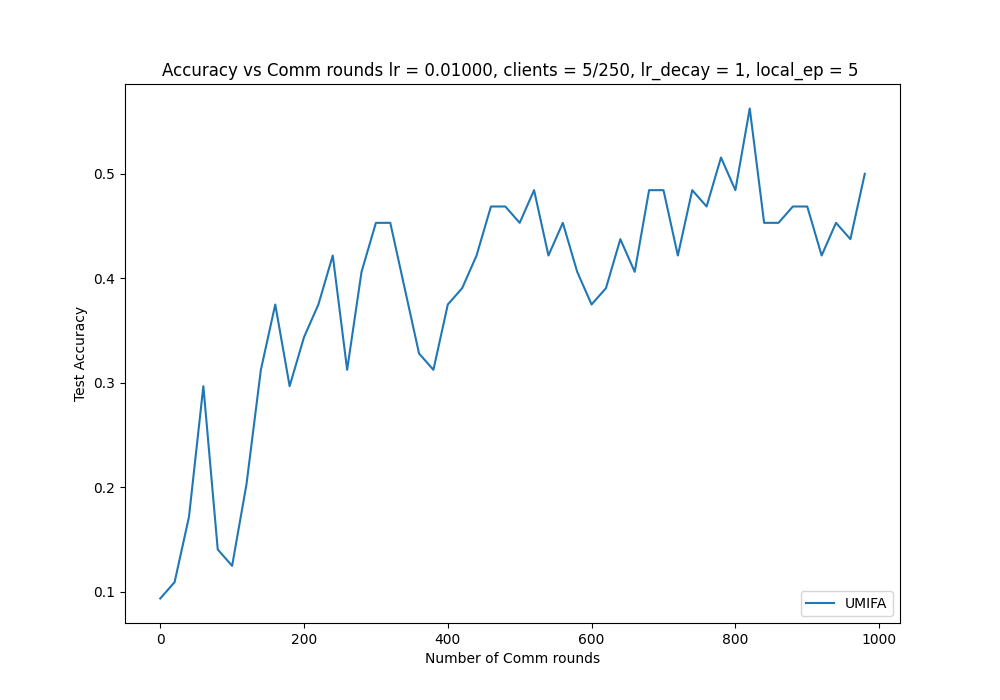 Accuracy vs Comm rounds lr = 0.01000, clients = 5/250, lr_decay = 1, local_ep = 5
Test Accuracy
0.5
0.4
0.3
0.2
0.1
UMIFA
0 200 400 600 800 1000
Number of Comm rounds